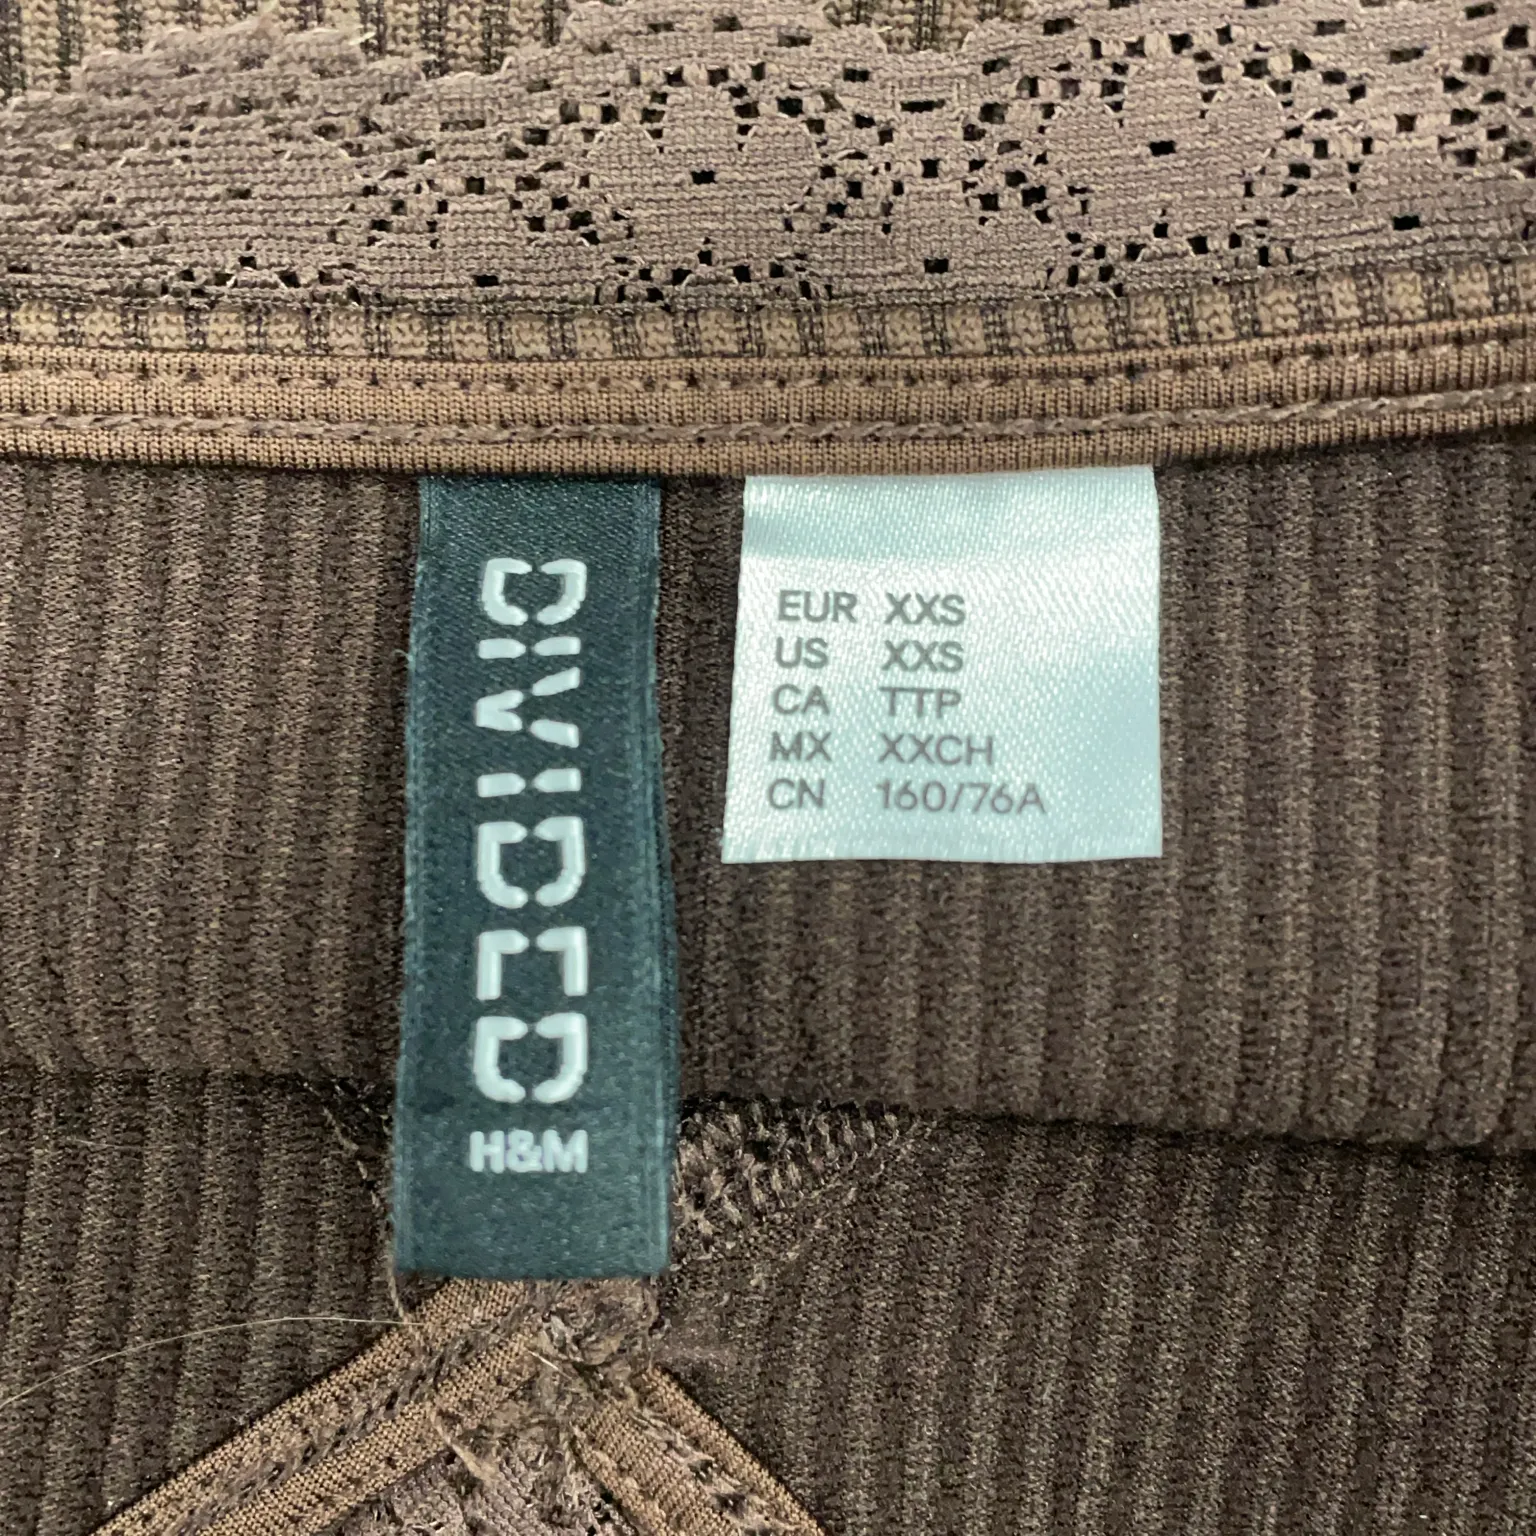 DIVIDED
H&M
EUR XXS
US XXS
CA TTP
MX XXCH
CN 160/76A